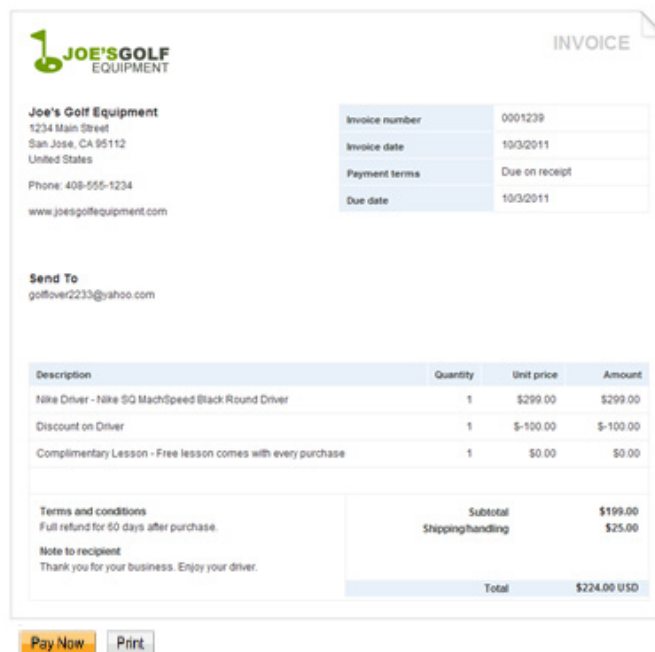 INVOICE
JOE'SGOLF
EQUIPMENT
Joe's Golf Equipment
1234 Main Street
San Jose, CA 95112
United States
Phone: 408-555-1234
www.joesgolfequipment.com
Invoice number 0001239
Invoice date 10/3/2011
Payment terms Due on receipt
Due date 10/3/2011
Send To
golflover2233@yahoo.com
Description Quantity Unit price Amount
Nike Driver - Nike SQ MachSpeed Black Round Driver 1 $299.00 $299.00
Discount on Driver 1 $-100.00 $-100.00
Complimentary Lesson - Free lesson comes with every purchase 1 $0.00 $0.00
Terms and conditions
Full refund for 60 days after purchase.
Note to recipient
Thank you for your business. Enjoy your driver.
Subtotal $199.00
Shipping/handling $25.00
Total $224.00 USD
Pay Now Print